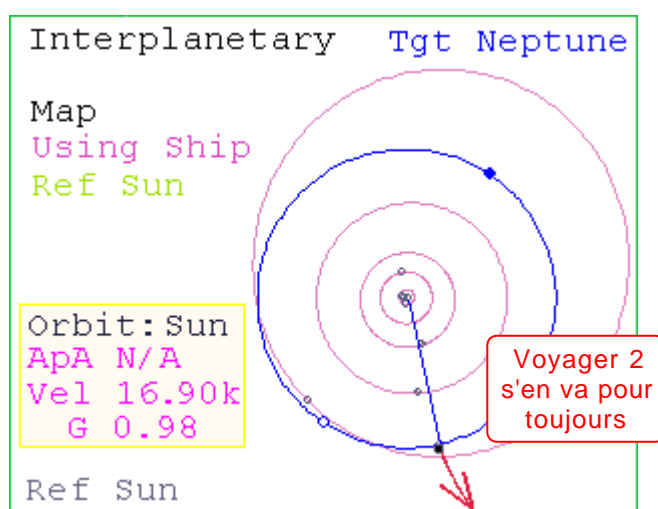 Interplanetary Tgt Neptune
Map
Using Ship
Ref Sun
Orbit:Sun
ApA N/A
Vel 16.90k
G 0.98
Voyager 2
s'en va pour
toujours
Ref Sun